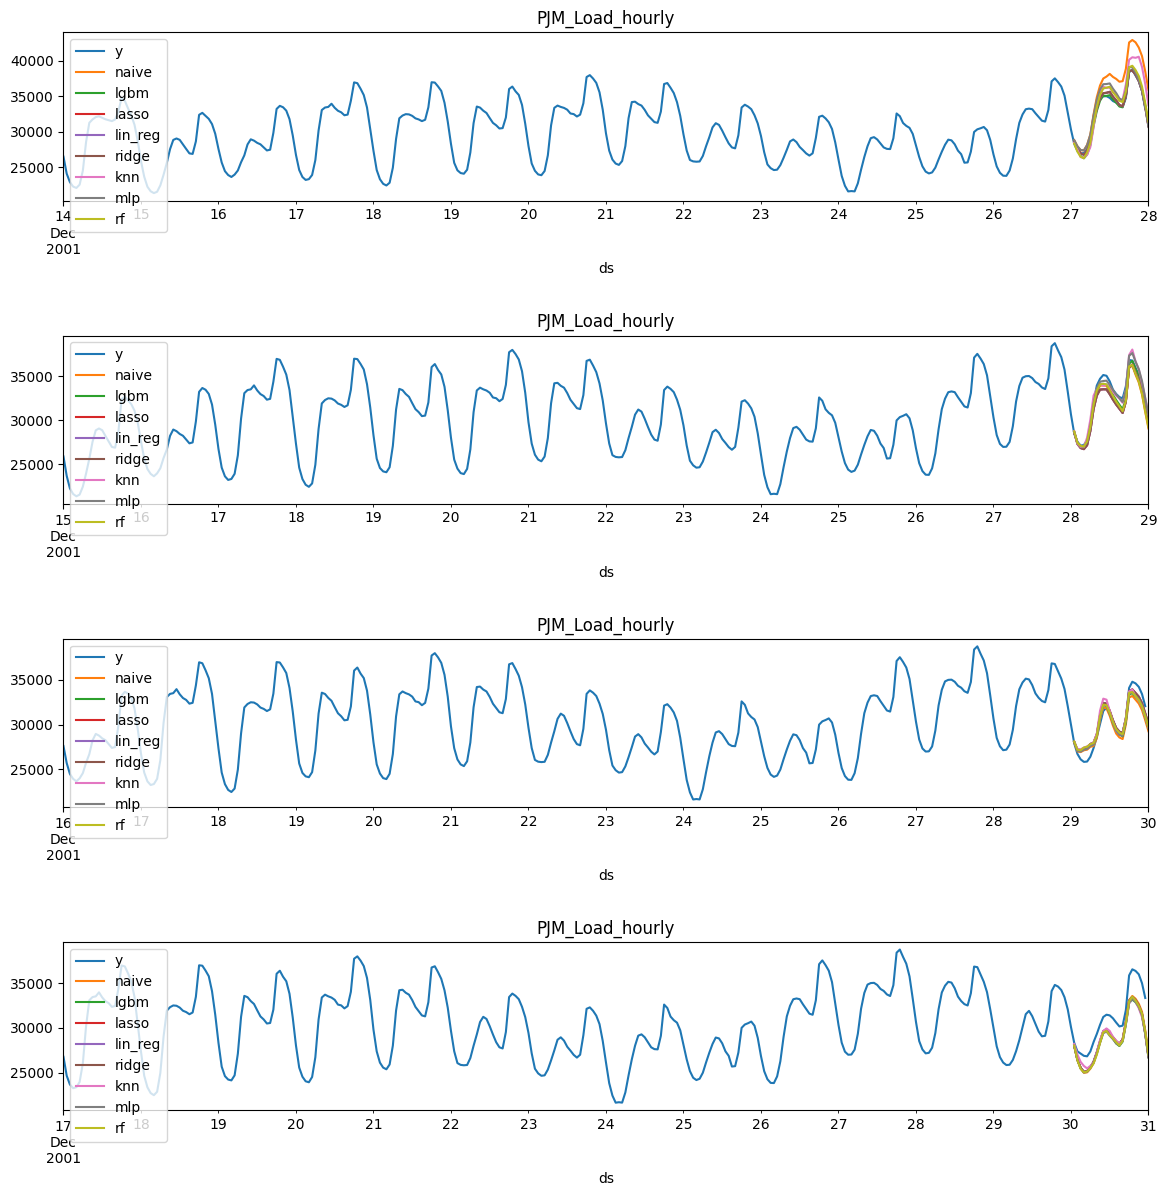 PJM_Load_hourly
y
naive
lgbm
lasso
lin_reg
ridge
knn
mlp
rf
40000
35000
30000
25000
14 15 16 17 18 19 20 21 22 23 24 25 26 27 28
Dec
2001
ds
PJM_Load_hourly
y
naive
lgbm
lasso
lin_reg
ridge
knn
mlp
rf
35000
30000
25000
15 16 17 18 19 20 21 22 23 24 25 26 27 28 29
Dec
2001
ds
PJM_Load_hourly
y
naive
lgbm
lasso
lin_reg
ridge
knn
mlp
rf
35000
30000
25000
16 17 18 19 20 21 22 23 24 25 26 27 28 29 30
Dec
2001
ds
PJM_Load_hourly
y
naive
lgbm
lasso
lin_reg
ridge
knn
mlp
rf
35000
30000
25000
17 18 19 20 21 22 23 24 25 26 27 28 29 30 31
Dec
2001
ds